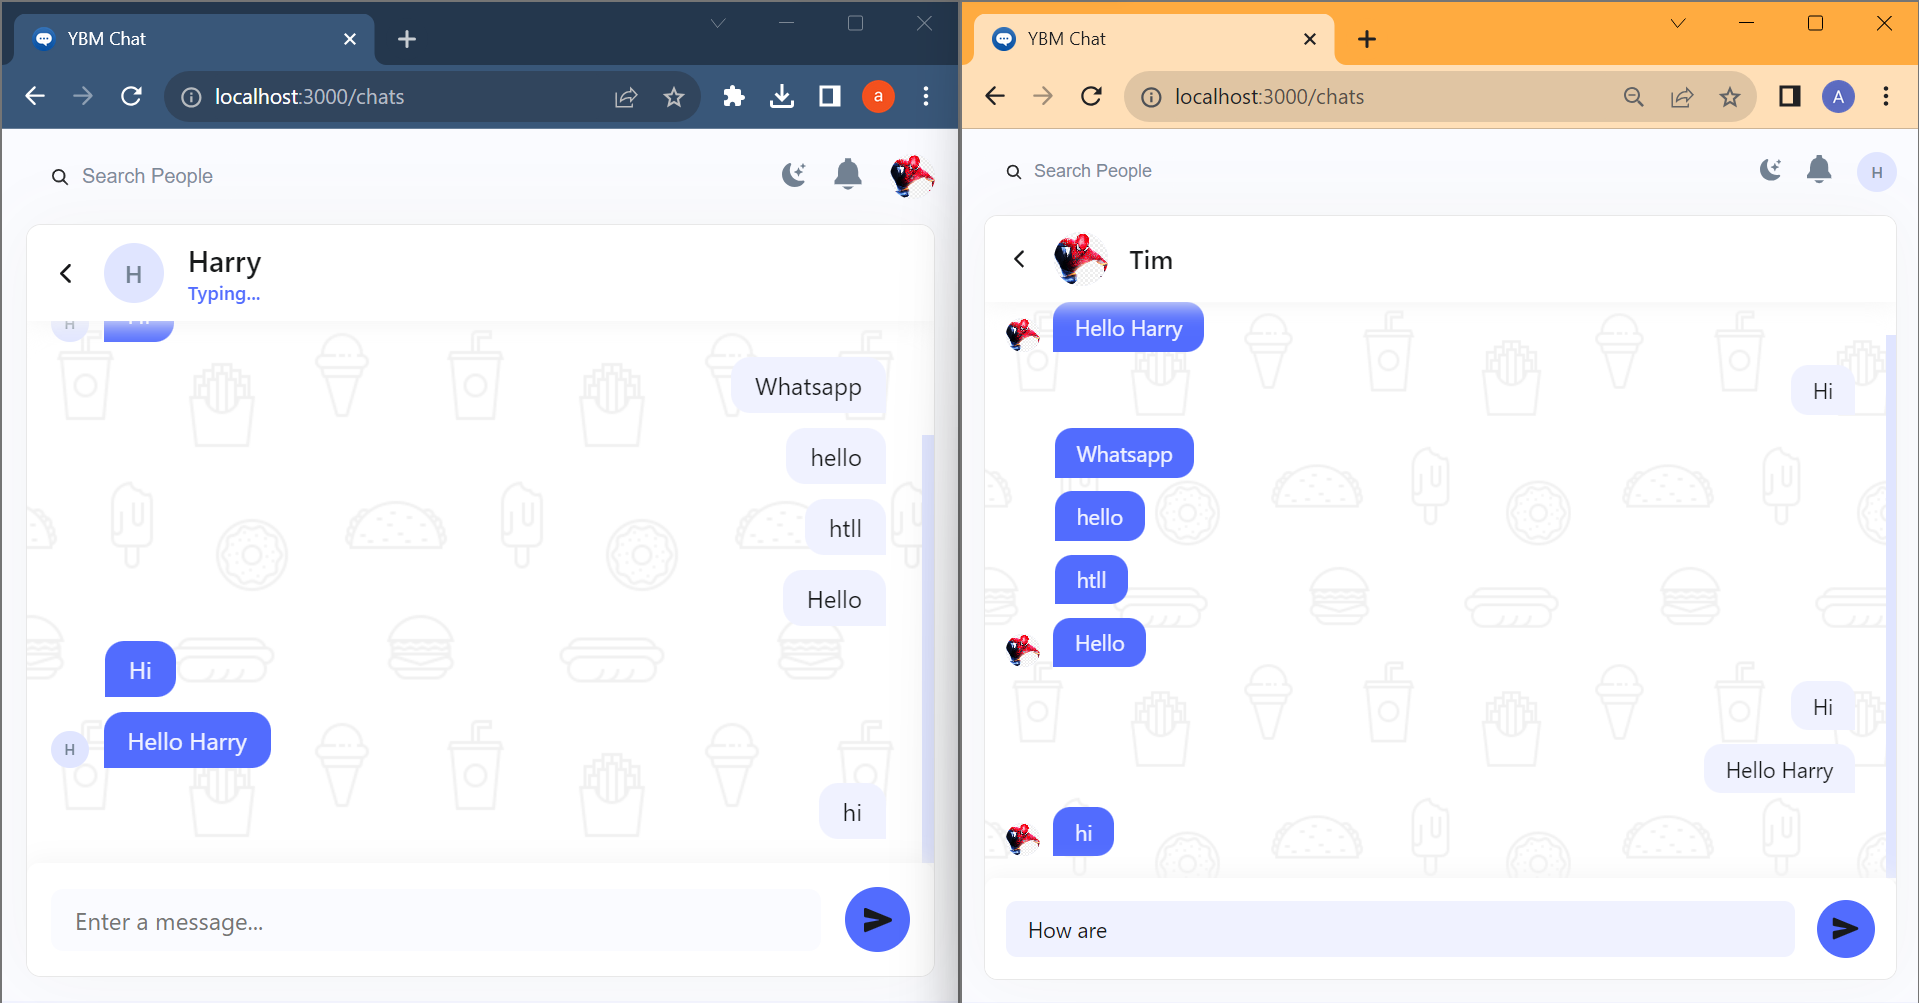 YBM Chat
localhost:3000/chats
a
Search People
H
Harry
Typing...
H
Hi
Whatsapp
hello
htll
Hello
Hi
H
Hello Harry
hi
Enter a message...
YBM Chat
localhost:3000/chats
A
Search People
H
Tim
Hello Harry
Hi
Whatsapp
hello
htll
Hello
Hi
Hello Harry
hi
How are